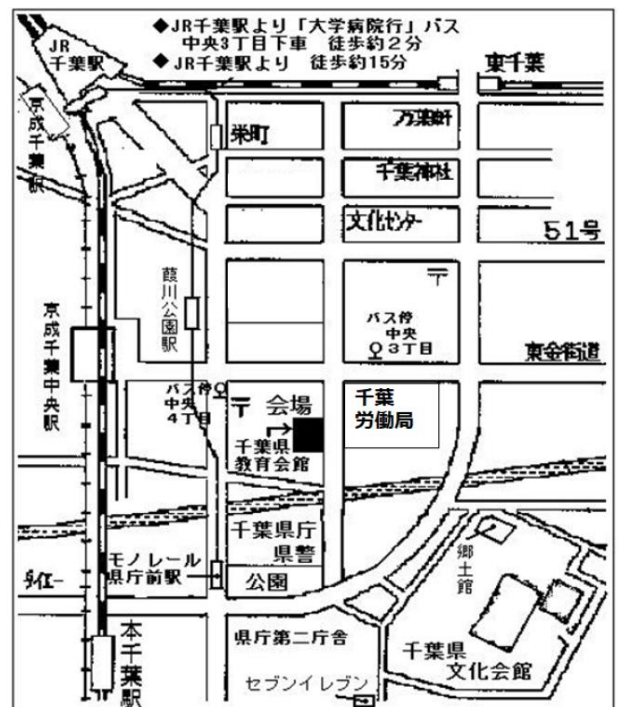 ◆JR千葉駅より「大学病院行」バス
中央3丁目下車 徒歩約2分
◆JR千葉駅より 徒歩約15分
JR
千葉駅
東千葉
京成千葉駅
栄町
万葉軒
千葉神社
文化センター
51号
葭川公園駅
〒
バス停
中央
3丁目
京成千葉中央駅
東金街道
バス停
中央
4丁目
〒
会場
千葉
労働局
千葉県
教育会館
千葉県庁
県警
モノレール
県庁前駅
公園
ダイエー
郷土館
本千葉駅
県庁第二庁舎
千葉県
文化会館
セブンイレブン